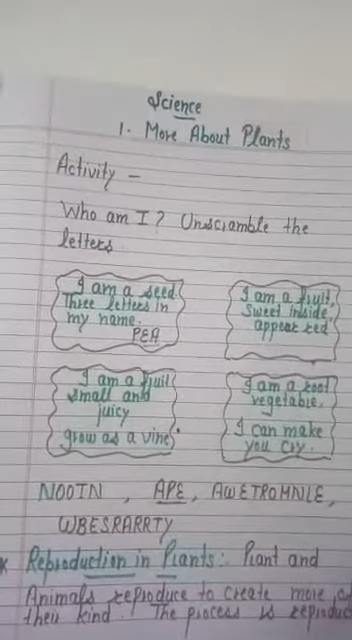 Science
1. More About Plants
Activity -
Who am I? Unscramble the
letters.
I am a seed.
Three letters in
my name.
PEA
I am a fruit,
Sweet inside,
appear red
I am a fruit
small and
juicy
grow as a vine.
I am a root
vegetable.
I can make
you cry.
NOOIN , APE, AWETROMNLE,
WBESRARRTY
Reproduction in Plants:- Plant and
Animals reproduce to create more of
their kind. The process is